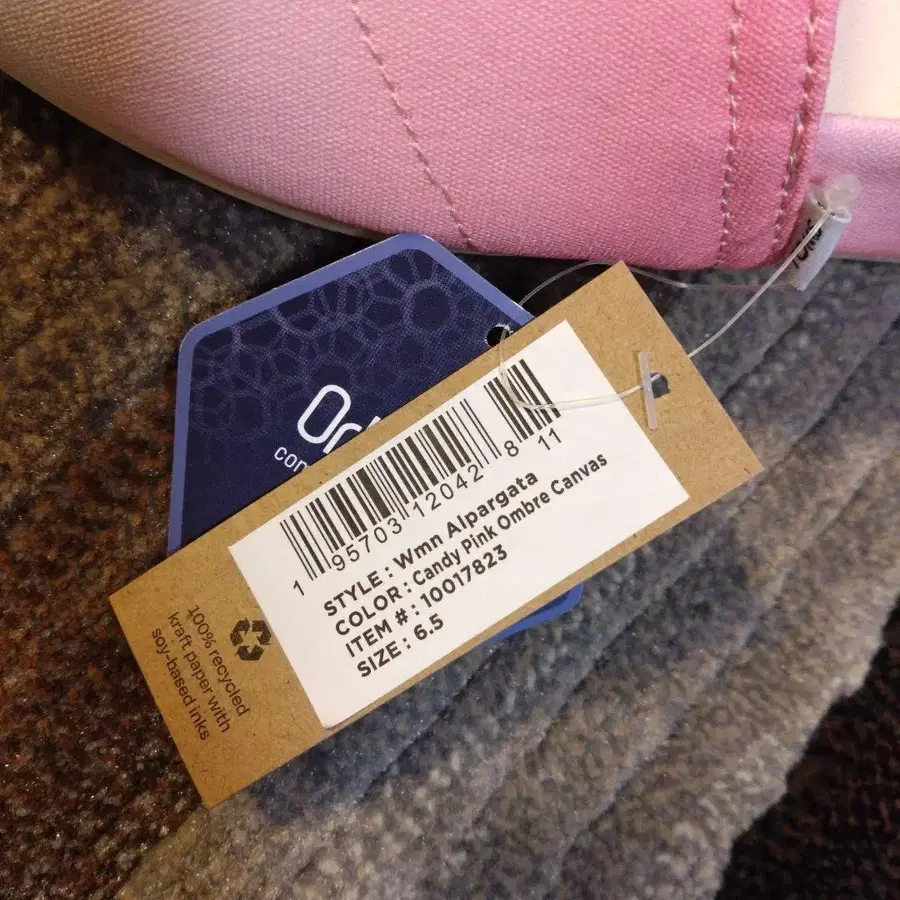 1 95703 12042 8 11
STYLE : Wmn Alpargata
COLOR : Candy Pink Ombre Canvas
ITEM # : 10017823
SIZE : 6.5
100% recycled
kraft paper with
soy-based inks